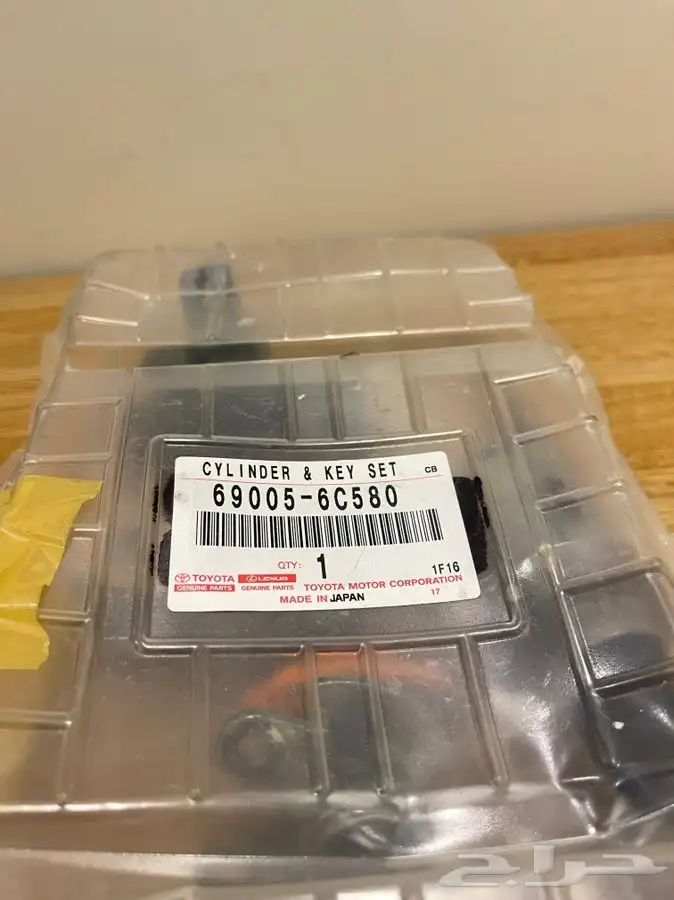 CYLINDER & KEY SET CB
69005-6C580
QTY: 1 1F16
TOYOTA LEXUS TOYOTA MOTOR CORPORATION
GENUINE PARTS GENUINE PARTS 17
MADE IN JAPAN
حراج